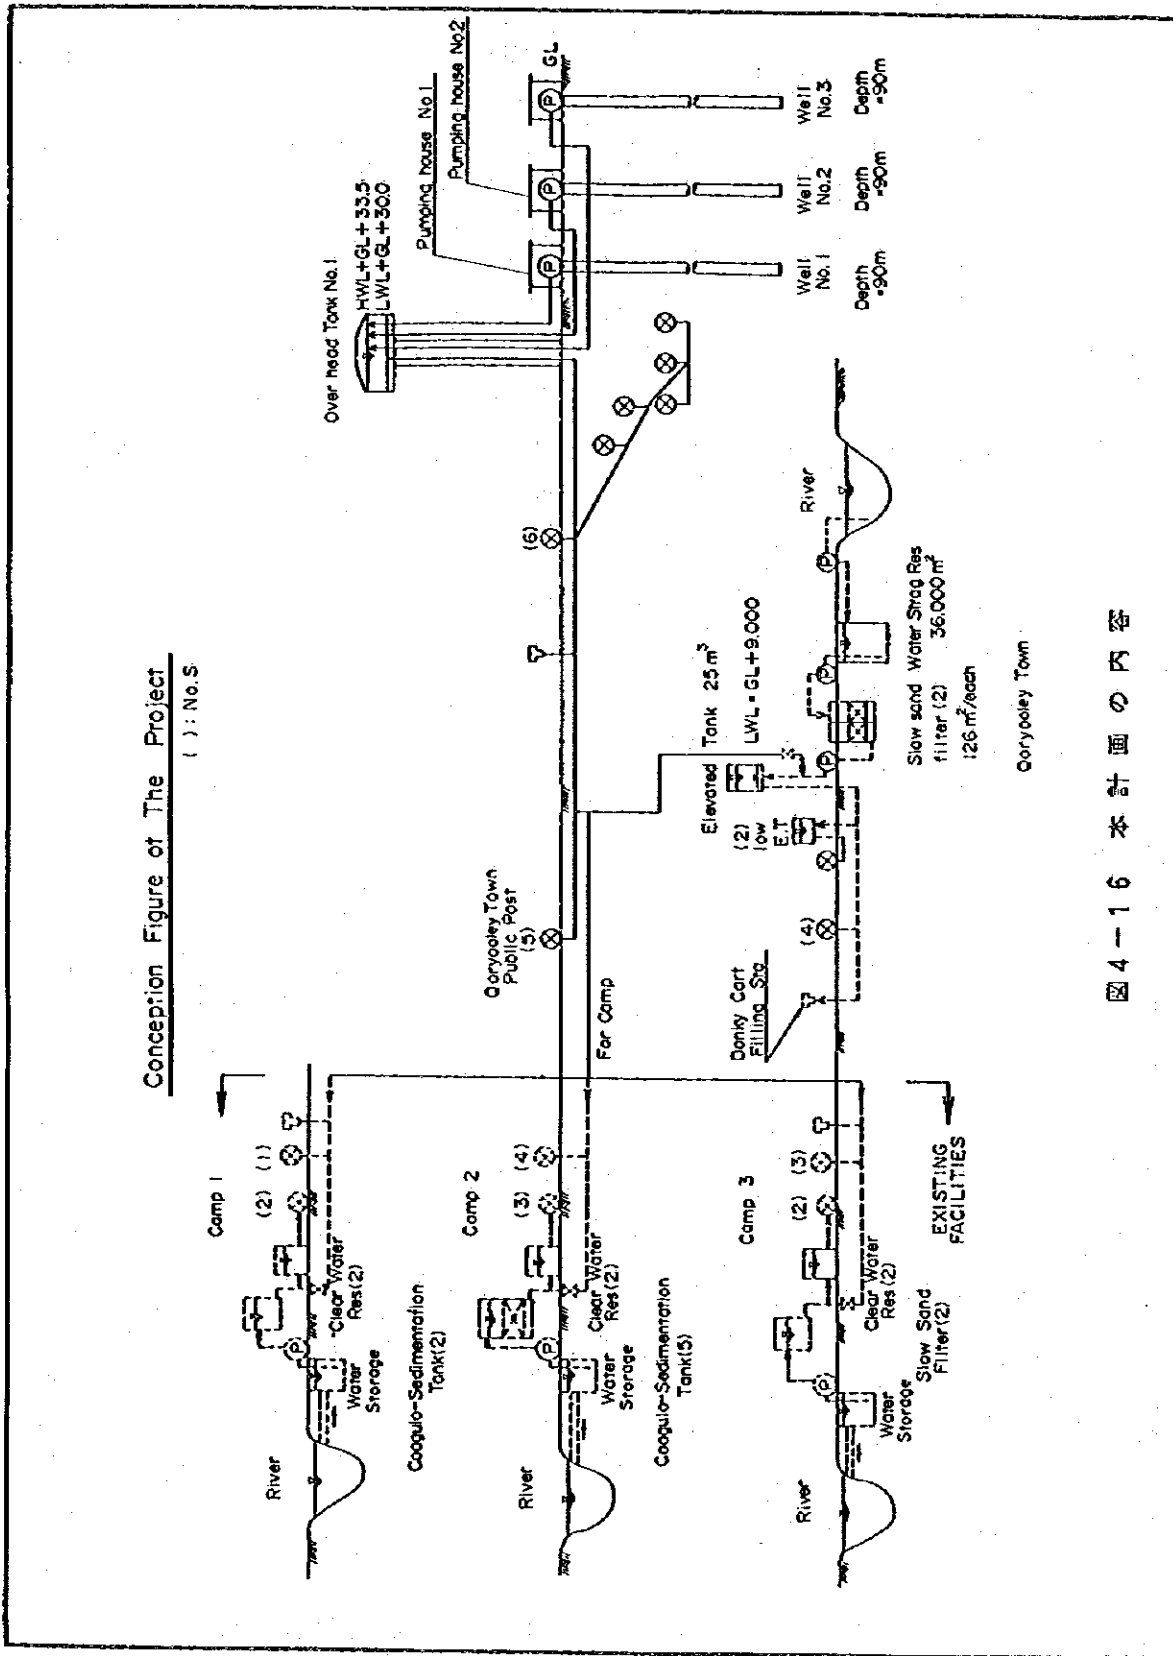 Conception Figure of The Project
( ) : No.S
Over head Tank No.1
HWL+GL+33.5
LWL+GL+30.0
Pumping house No.1
Pumping house No.2
GL
P
P
P
Well
No.1
Depth
=90m
Well
No.2
Depth
=90m
Well
No.3
Depth
=90m
(6)
Qoryooley Town
Public Post
(5)
For Camp
Camp 1
(2)
(1)
P
River
Water
Storage
Clear Water
Res(2)
Coagulo-Sedimentation
Tank(2)
Camp 2
(3)
(4)
P
River
Water
Storage
Clear Water
Res(2)
Coagulo-Sedimentation
Tank(5)
Camp 3
(2)
(3)
P
River
Water
Storage
Clear Water
Res(2)
Slow Sand
Filter(2)
EXISTING
FACILITIES
Donky Cart
Filling Sta
(4)
(2)
low
E.T
Elevated Tank 25m³
LWL=GL+9.000
P
P
P
River
Slow sand
filter (2)
126m²/each
Water Strag Res
36.000m²
Qoryooley Town
図4-16 本計画の内容